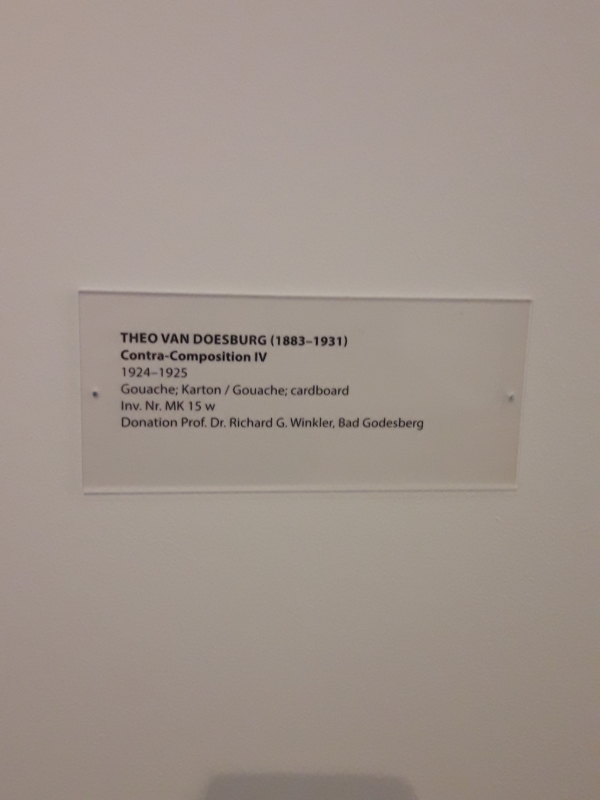 THEO VAN DOESBURG (1883–1931)
Contra-Composition IV
1924–1925
Gouache; Karton / Gouache; cardboard
Inv. Nr. MK 15 w
Donation Prof. Dr. Richard G. Winkler, Bad Godesberg